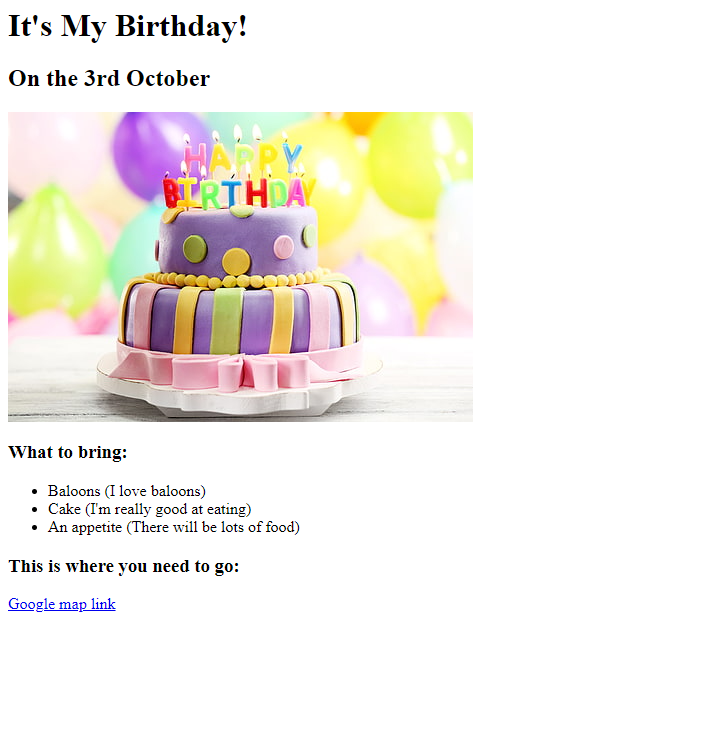 It's My Birthday!
On the 3rd October
HAPPY
BIRTHDAY
What to bring:
Baloons (I love baloons)
Cake (I'm really good at eating)
An appetite (There will be lots of food)
This is where you need to go:
Google map link